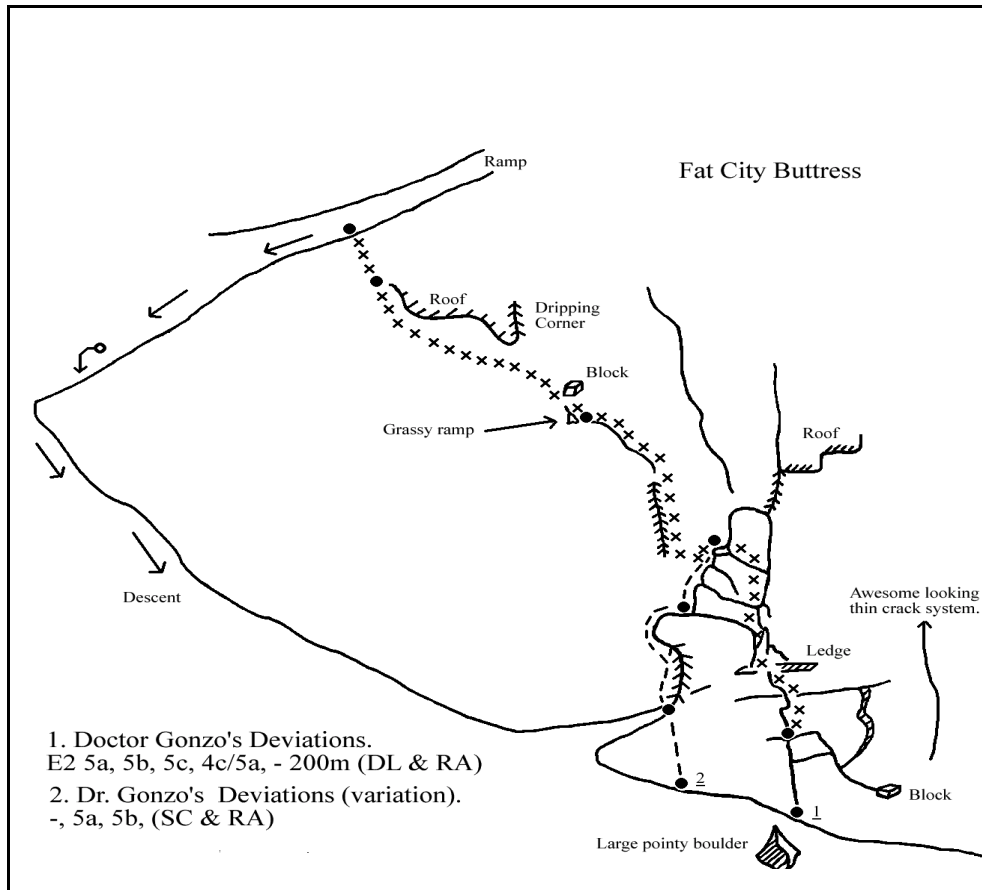 Fat City Buttress
Ramp
Roof
Dripping
Corner
Block
Grassy ramp
Roof
Awesome looking
thin crack system.
Descent
Ledge
1. Doctor Gonzo's Deviations.
E2 5a, 5b, 5c, 4c/5a, - 200m (DL & RA)
2. Dr. Gonzo's  Deviations (variation).
-, 5a, 5b, (SC & RA)
2
1
Block
Large pointy boulder